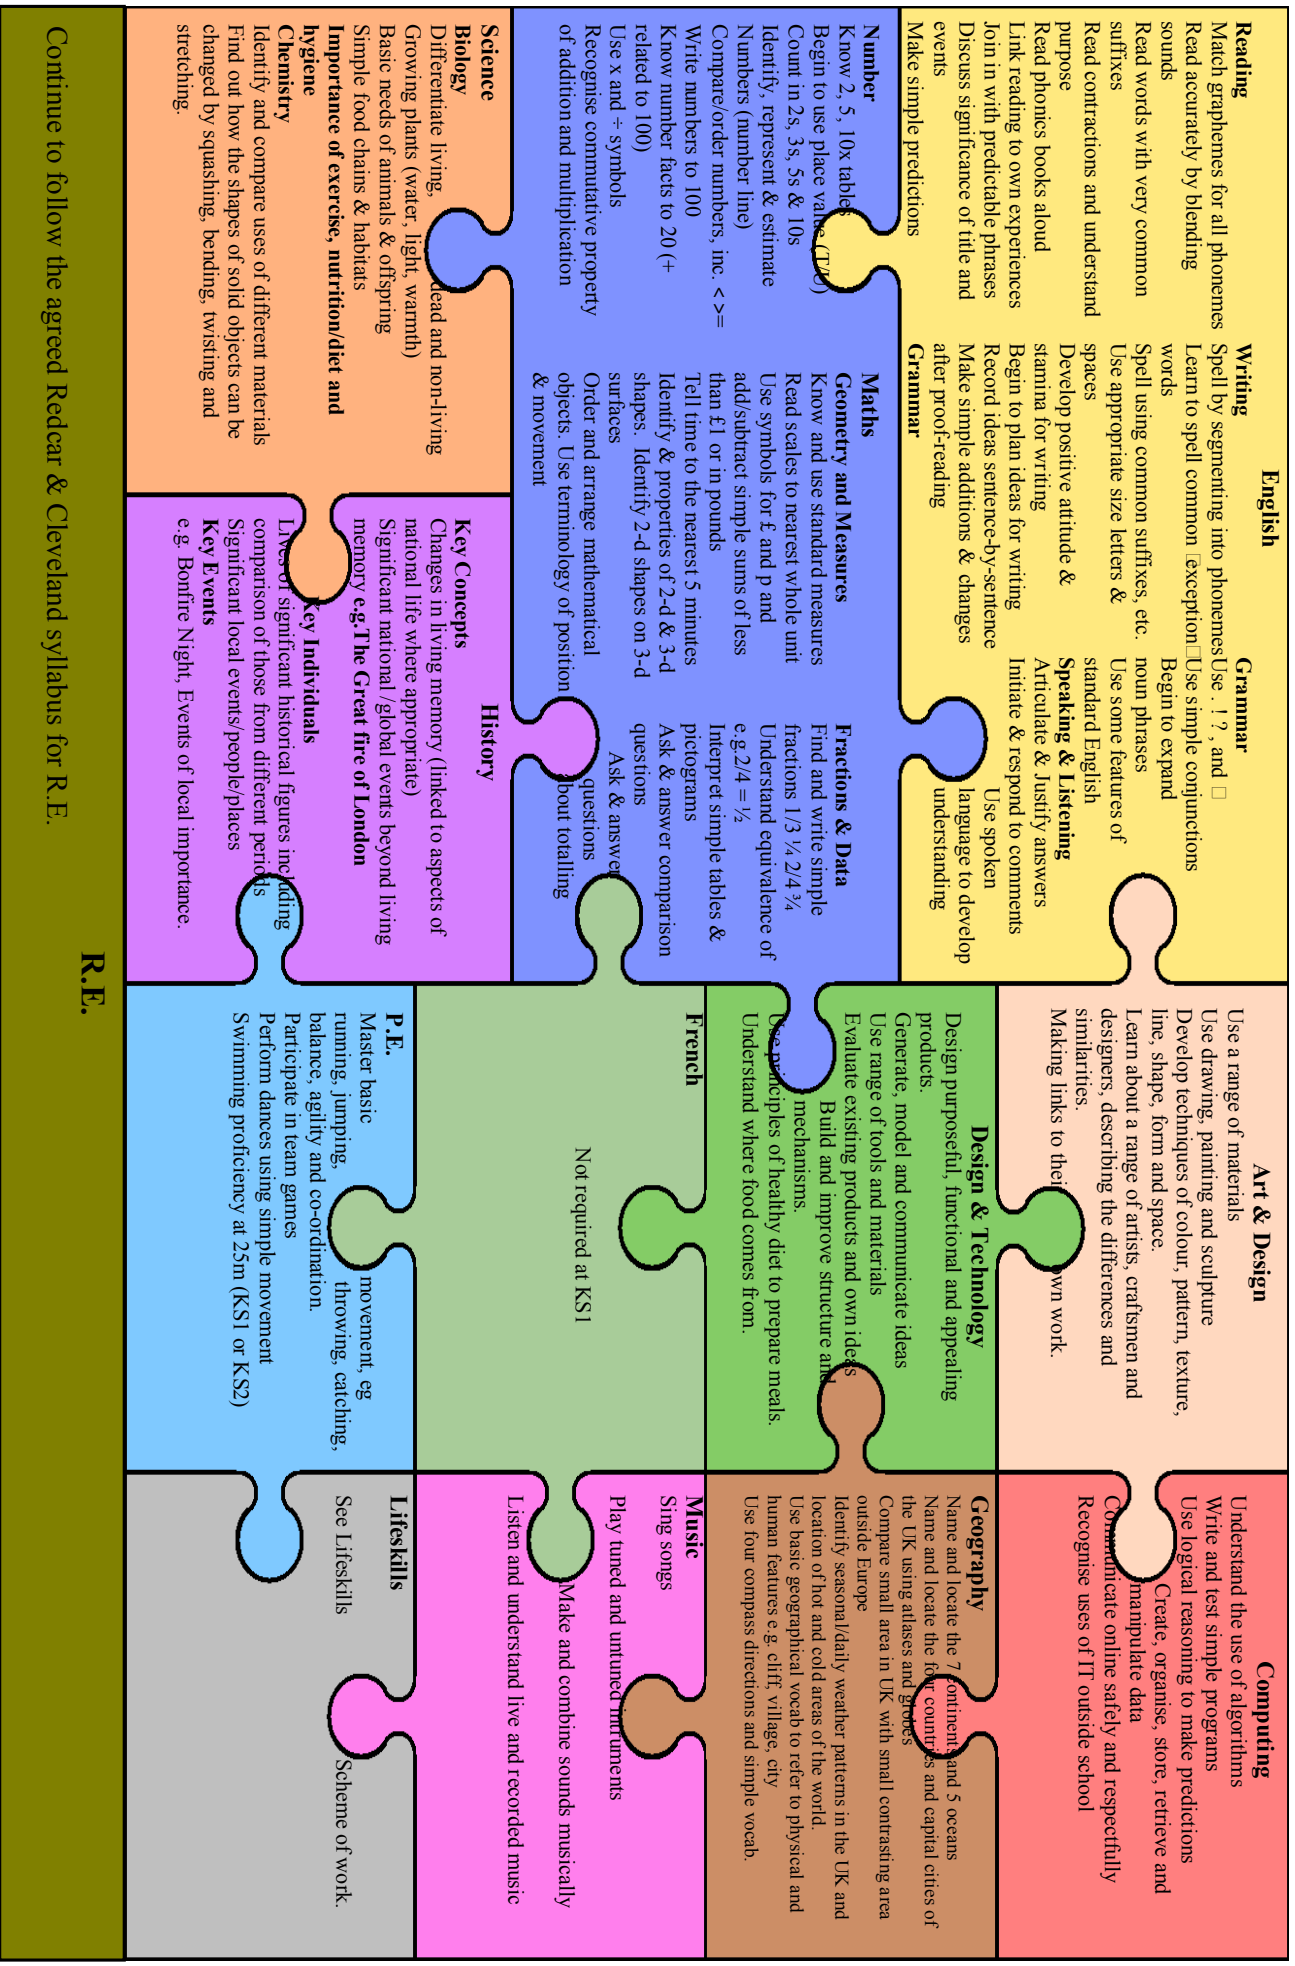 English
Reading
Match graphemes for all phonemes
Read accurately by blending
sounds
Read words with very common
suffixes
Read contractions and understand
purpose
Read phonics books aloud
Link reading to own experiences
Join in with predictable phrases
Discuss significance of title and
events
Make simple predictions
Writing
Spell by segmenting into phonemes
Learn to spell common □exception□
words
Spell using common suffixes, etc.
Use appropriate size letters &
spaces
Develop positive attitude &
stamina for writing
Begin to plan ideas for writing
Record ideas sentence-by-sentence
Make simple additions & changes
after proof-reading
Grammar
Grammar
Use . ! ? , and □
Use simple conjunctions
Begin to expand
noun phrases
Use some features of
standard English
Speaking & Listening
Articulate & Justify answers
Initiate & respond to comments
Use spoken
language to develop
understanding
Art & Design
Use a range of materials
Use drawing, painting and sculpture
Develop techniques of colour, pattern, texture,
line, shape, form and space.
Learn about a range of artists, craftsmen and
designers, describing the differences and
similarities.
Making links to their own work.
Computing
Understand the use of algorithms
Write and test simple programs
Use logical reasoning to make predictions
Create, organise, store, retrieve and
manipulate data
Communicate online safely and respectfully
Recognise uses of IT outside school
Maths
Number
Know 2, 5, 10x tables
Begin to use place value (T/U)
Count in 2s, 3s, 5s & 10s
Identify, represent & estimate
Numbers (number line)
Compare/order numbers, inc. < >=
Write numbers to 100
Know number facts to 20 (+
related to 100)
Use x and ÷ symbols
Recognise commutative property
of addition and multiplication
Geometry and Measures
Know and use standard measures
Read scales to nearest whole unit
Use symbols for £ and p and
add/subtract simple sums of less
than £1 or in pounds
Tell time to the nearest 5 minutes
Identify & properties of 2-d & 3-d
shapes. Identify 2-d shapes on 3-d
surfaces
Order and arrange mathematical
objects. Use terminology of position
& movement
Fractions & Data
Find and write simple
fractions 1/3 ¼ 2/4 ¾
Understand equivalence of
e.g.2/4 = ½
Interpret simple tables &
pictograms
Ask & answer comparison
questions
Ask & answer
questions
about totalling
Design & Technology
Design purposeful, functional and appealing
products.
Generate, model and communicate ideas
Use range of tools and materials
Evaluate existing products and own ideas
Build and improve structure and
mechanisms.
Use principles of healthy diet to prepare meals.
Understand where food comes from.
Geography
Name and locate the 7 continents and 5 oceans
Name and locate the four countries and capital cities of
the UK using atlases and globes
Compare small area in UK with small contrasting area
outside Europe
Identify seasonal/daily weather patterns in the UK and
location of hot and cold areas of the world.
Use basic geographical vocab to refer to physical and
human features e.g. cliff, village, city
Use four compass directions and simple vocab.
French
Not required at KS1
Music
Sing songs
Play tuned and untuned intruments
Make and combine sounds musically
Listen and understand live and recorded music
Science
Biology
Differentiate living, dead and non-living
Growing plants (water, light, warmth)
Basic needs of animals & offspring
Simple food chains & habitats
Importance of exercise, nutrition/diet and
hygiene
Chemistry
Identify and compare uses of different materials
Find out how the shapes of solid objects can be
changed by squashing, bending, twisting and
stretching.
History
Key Concepts
Changes in living memory (linked to aspects of
national life where appropriate)
Significant national /global events beyond living
memory e.g.The Great fire of London
Key Individuals
Lives of significant historical figures including
comparison of those from different periods
Significant local events/people/places
Key Events
e.g. Bonfire Night, Events of local importance.
P.E.
Master basic movement, eg
running, jumping, throwing, catching,
balance, agility and co-ordination.
Participate in team games
Perform dances using simple movement
Swimming proficiency at 25m (KS1 or KS2)
Lifeskills
See Lifeskills Scheme of work.
R.E.
Continue to follow the agreed Redcar & Cleveland syllabus for R.E.